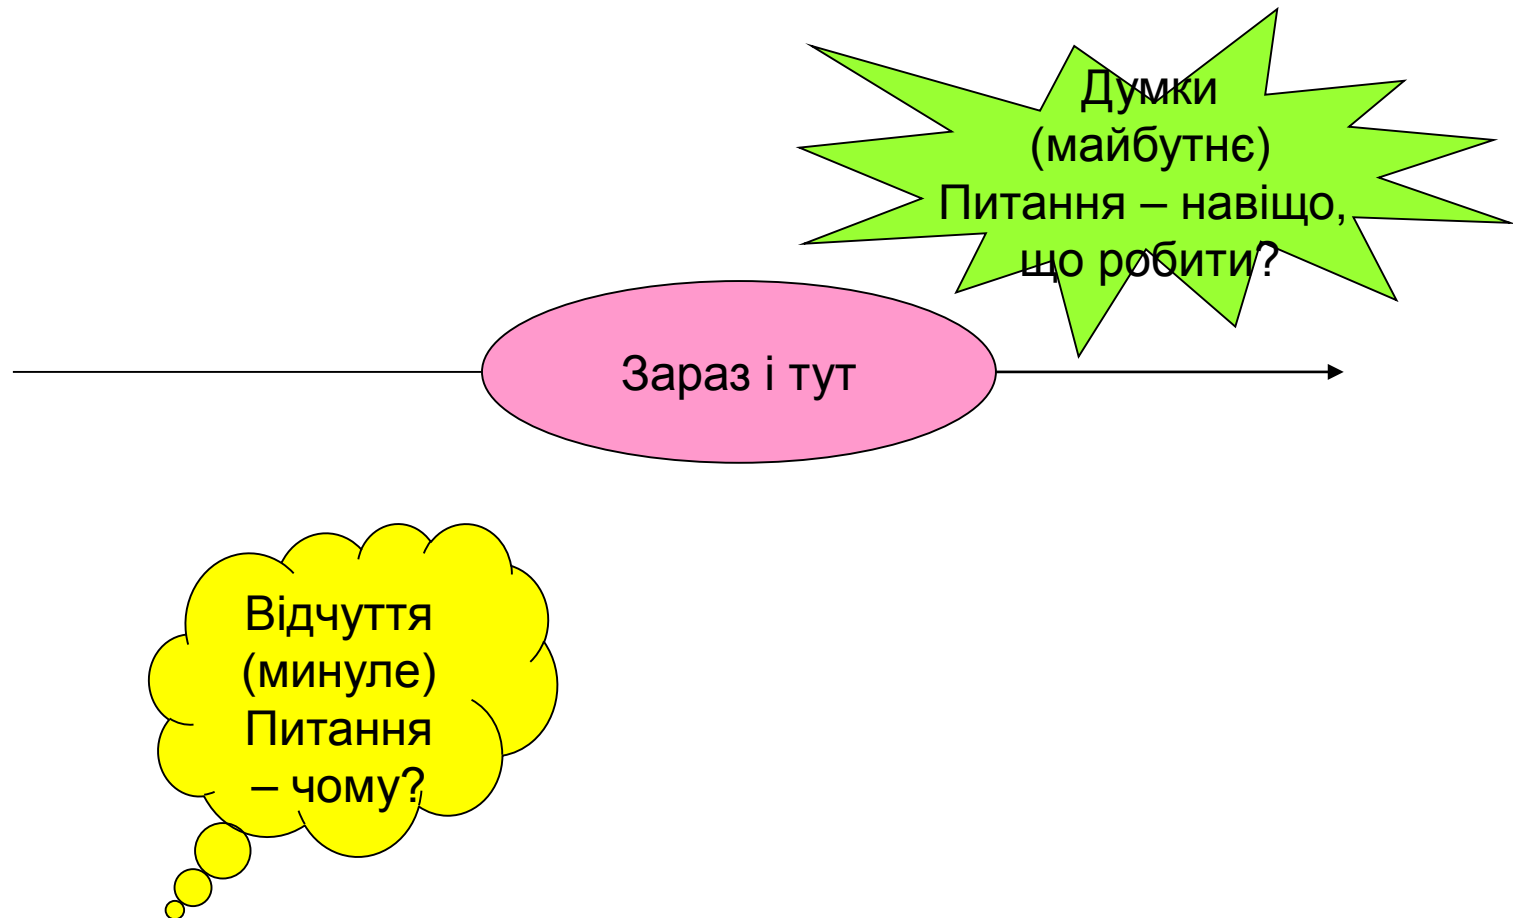 Думки
(майбутнє)
Питання – навіщо,
що робити?
Зараз і тут
Відчуття
(минуле)
Питання
– чому?